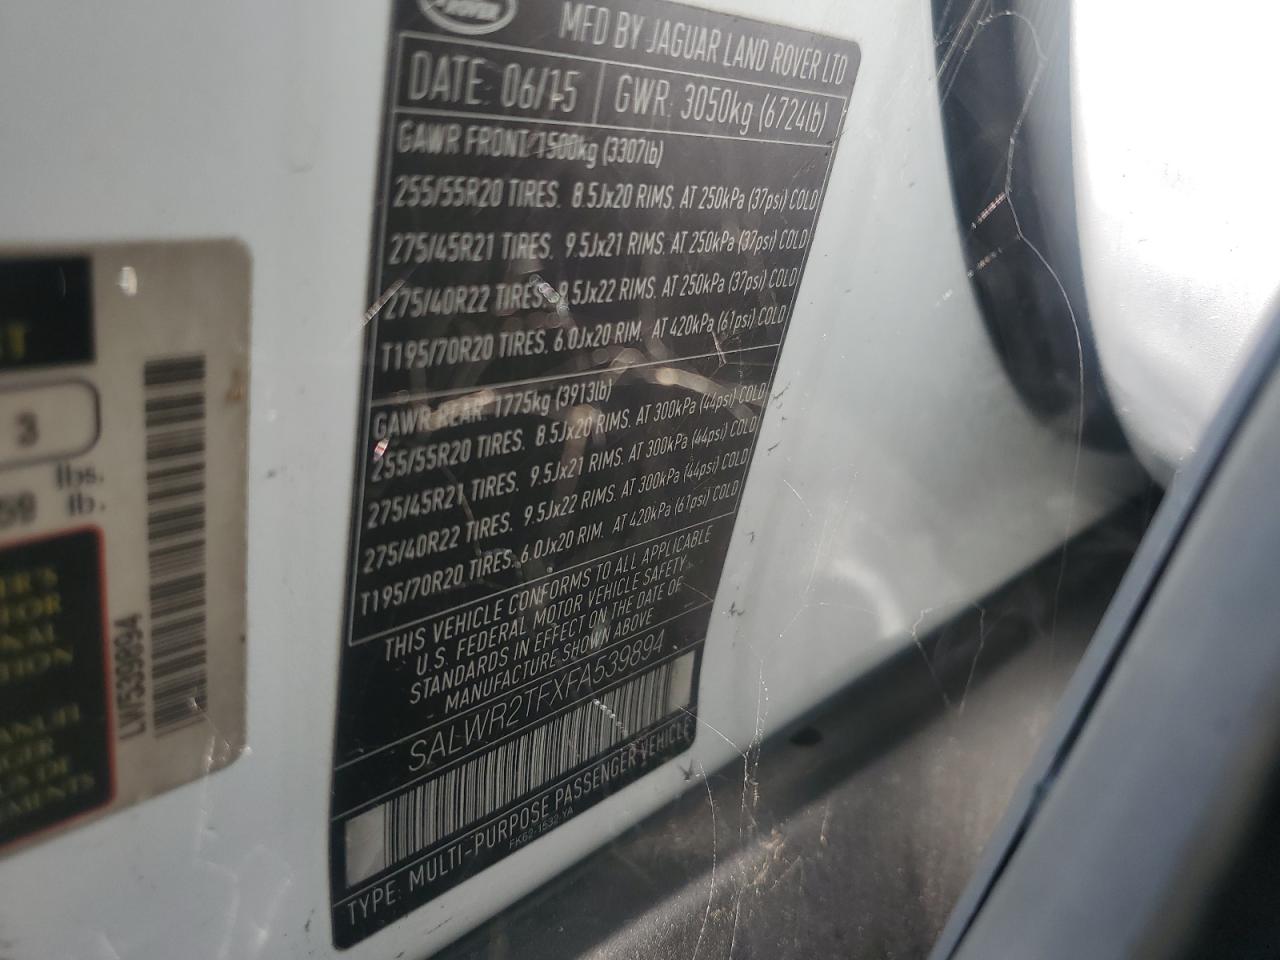 ROVER
MFD BY JAGUAR LAND ROVER LTD
DATE: 06/15 GWR: 3050kg (6724lb)
GAWR FRONT 1500kg (3307lb)
255/55R20 TIRES. 8.5Jx20 RIMS. AT 250kPa (37psi) COLD
275/45R21 TIRES. 9.5Jx21 RIMS. AT 250kPa (37psi) COLD
275/40R22 TIRES. 9.5Jx22 RIMS. AT 250kPa (37psi) COLD
T195/70R20 TIRES. 6.0Jx20 RIM. AT 420kPa (61psi) COLD
GAWR REAR: 1775kg (3913lb)
255/55R20 TIRES. 8.5Jx20 RIMS. AT 300kPa (44psi) COLD
275/45R21 TIRES. 9.5Jx21 RIMS. AT 300kPa (44psi) COLD
275/40R22 TIRES. 9.5Jx22 RIMS. AT 300kPa (44psi) COLD
T195/70R20 TIRES. 6.0Jx20 RIM. AT 420kPa (61psi) COLD
THIS VEHICLE CONFORMS TO ALL APPLICABLE
U.S. FEDERAL MOTOR VEHICLE SAFETY
STANDARDS IN EFFECT ON THE DATE OF
MANUFACTURE SHOWN ABOVE
SALWR2TFXFA539894
TYPE: MULTI-PURPOSE PASSENGER VEHICLE
FK62-1532-YA
3
lbs.
lb.
LW539894